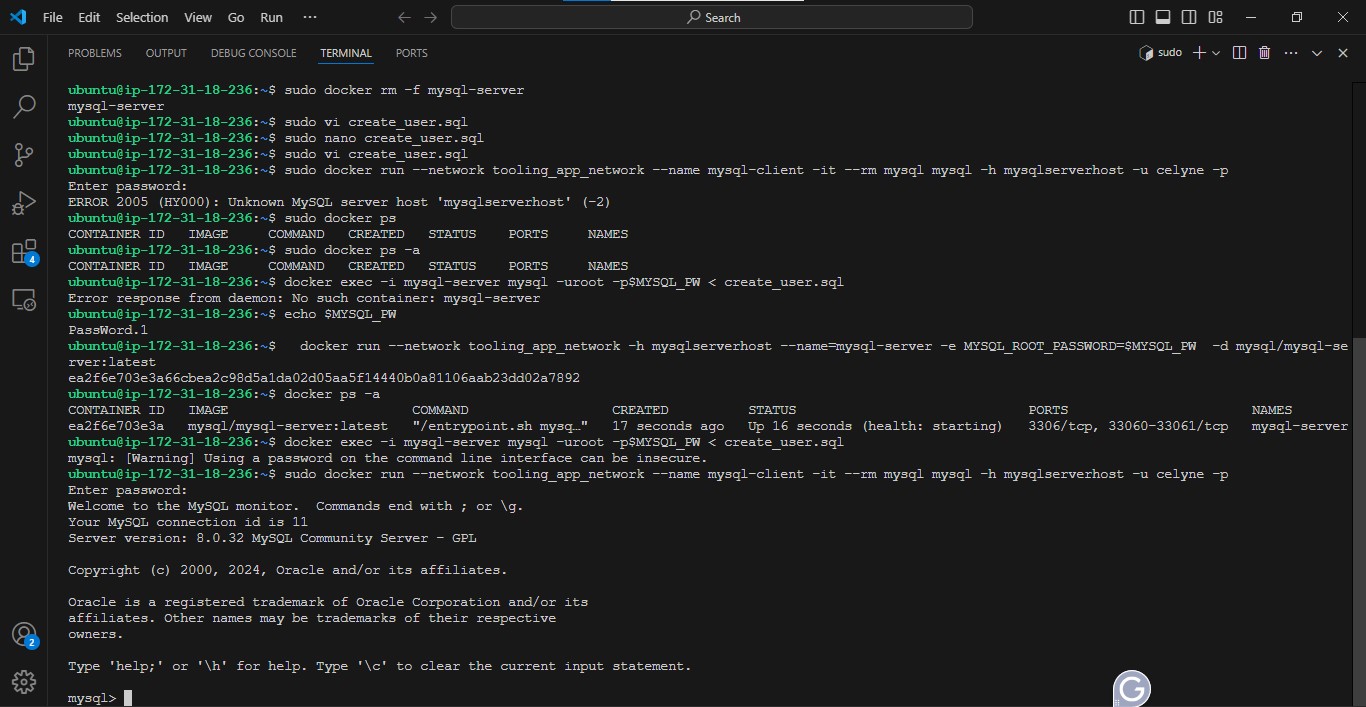 File Edit Selection View Go Run ··· Search
PROBLEMS OUTPUT DEBUG CONSOLE TERMINAL PORTS sudo
ubuntu@ip-172-31-18-236:~$ sudo docker rm -f mysql-server
mysql-server
ubuntu@ip-172-31-18-236:~$ sudo vi create_user.sql
ubuntu@ip-172-31-18-236:~$ sudo nano create_user.sql
ubuntu@ip-172-31-18-236:~$ sudo vi create_user.sql
ubuntu@ip-172-31-18-236:~$ sudo docker run --network tooling_app_network --name mysql-client -it --rm mysql mysql -h mysqlserverhost -u celyne -p
Enter password:
ERROR 2005 (HY000): Unknown MySQL server host 'mysqlserverhost' (-2)
ubuntu@ip-172-31-18-236:~$ sudo docker ps
CONTAINER ID   IMAGE     COMMAND   CREATED   STATUS    PORTS     NAMES
ubuntu@ip-172-31-18-236:~$ sudo docker ps -a
CONTAINER ID   IMAGE     COMMAND   CREATED   STATUS    PORTS     NAMES
ubuntu@ip-172-31-18-236:~$ docker exec -i mysql-server mysql -uroot -p$MYSQL_PW < create_user.sql
Error response from daemon: No such container: mysql-server
ubuntu@ip-172-31-18-236:~$ echo $MYSQL_PW
PassWord.1
ubuntu@ip-172-31-18-236:~$   docker run --network tooling_app_network -h mysqlserverhost --name=mysql-server -e MYSQL_ROOT_PASSWORD=$MYSQL_PW  -d mysql/mysql-se
rver:latest
ea2f6e703e3a66cbea2c98d5a1da02d05aa5f14440b0a81106aab23dd02a7892
ubuntu@ip-172-31-18-236:~$ docker ps -a
CONTAINER ID   IMAGE                       COMMAND                  CREATED          STATUS                             PORTS                       NAMES
ea2f6e703e3a   mysql/mysql-server:latest   "/entrypoint.sh mysq…"   17 seconds ago   Up 16 seconds (health: starting)   3306/tcp, 33060-33061/tcp   mysql-server
ubuntu@ip-172-31-18-236:~$ docker exec -i mysql-server mysql -uroot -p$MYSQL_PW < create_user.sql
mysql: [Warning] Using a password on the command line interface can be insecure.
ubuntu@ip-172-31-18-236:~$ sudo docker run --network tooling_app_network --name mysql-client -it --rm mysql mysql -h mysqlserverhost -u celyne -p
Enter password:
Welcome to the MySQL monitor.  Commands end with ; or \g.
Your MySQL connection id is 11
Server version: 8.0.32 MySQL Community Server - GPL
Copyright (c) 2000, 2024, Oracle and/or its affiliates.
Oracle is a registered trademark of Oracle Corporation and/or its
affiliates. Other names may be trademarks of their respective
owners.
Type 'help;' or '\h' for help. Type '\c' to clear the current input statement.
mysql>
4
2
G